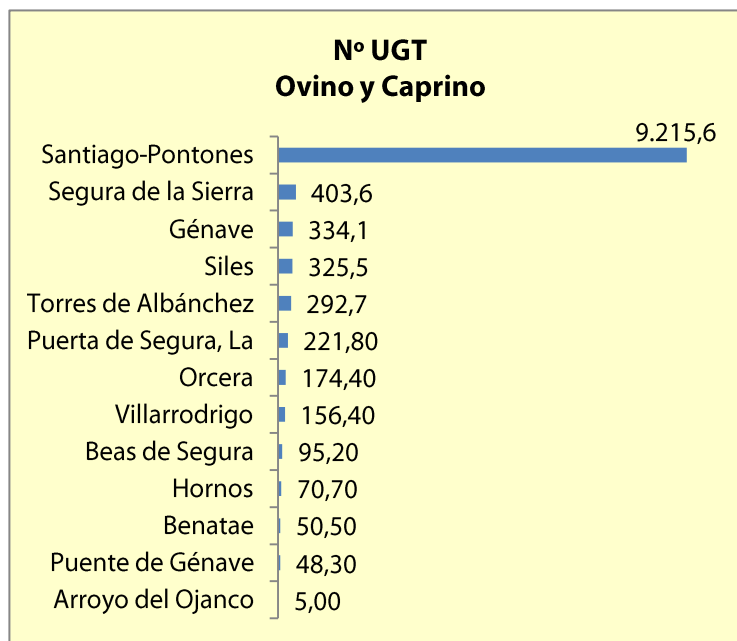 Nº UGT
Ovino y Caprino
Santiago-Pontones 9.215,6
Segura de la Sierra 403,6
Génave 334,1
Siles 325,5
Torres de Albánchez 292,7
Puerta de Segura, La 221,80
Orcera 174,40
Villarrodrigo 156,40
Beas de Segura 95,20
Hornos 70,70
Benatae 50,50
Puente de Génave 48,30
Arroyo del Ojanco 5,00